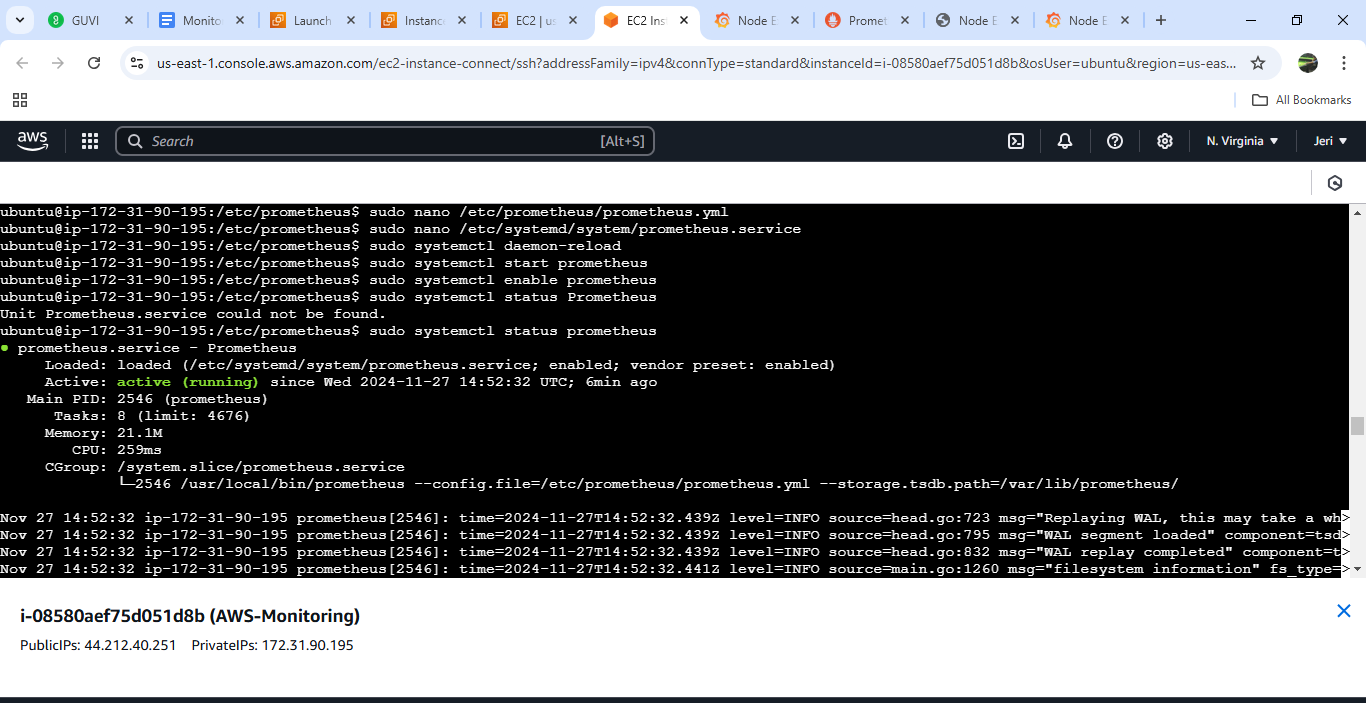 GUVI
Monito
Launch
Instance
EC2 | us
EC2 Ins
Node E
Promet
Node E
Node E
us-east-1.console.aws.amazon.com/ec2-instance-connect/ssh?addressFamily=ipv4&connType=standard&instanceId=i-08580aef75d051d8b&osUser=ubuntu&region=us-eas...
All Bookmarks
aws
Search
[Alt+S]
N. Virginia
Jeri
ubuntu@ip-172-31-90-195:/etc/prometheus$ sudo nano /etc/prometheus/prometheus.yml
ubuntu@ip-172-31-90-195:/etc/prometheus$ sudo nano /etc/systemd/system/prometheus.service
ubuntu@ip-172-31-90-195:/etc/prometheus$ sudo systemctl daemon-reload
ubuntu@ip-172-31-90-195:/etc/prometheus$ sudo systemctl start prometheus
ubuntu@ip-172-31-90-195:/etc/prometheus$ sudo systemctl enable prometheus
ubuntu@ip-172-31-90-195:/etc/prometheus$ sudo systemctl status Prometheus
Unit Prometheus.service could not be found.
ubuntu@ip-172-31-90-195:/etc/prometheus$ sudo systemctl status prometheus
● prometheus.service - Prometheus
Loaded: loaded (/etc/systemd/system/prometheus.service; enabled; vendor preset: enabled)
Active: active (running) since Wed 2024-11-27 14:52:32 UTC; 6min ago
Main PID: 2546 (prometheus)
Tasks: 8 (limit: 4676)
Memory: 21.1M
CPU: 259ms
CGroup: /system.slice/prometheus.service
└─2546 /usr/local/bin/prometheus --config.file=/etc/prometheus/prometheus.yml --storage.tsdb.path=/var/lib/prometheus/
Nov 27 14:52:32 ip-172-31-90-195 prometheus[2546]: time=2024-11-27T14:52:32.439Z level=INFO source=head.go:723 msg="Replaying WAL, this may take a wh>
Nov 27 14:52:32 ip-172-31-90-195 prometheus[2546]: time=2024-11-27T14:52:32.439Z level=INFO source=head.go:795 msg="WAL segment loaded" component=tsd>
Nov 27 14:52:32 ip-172-31-90-195 prometheus[2546]: time=2024-11-27T14:52:32.439Z level=INFO source=head.go:832 msg="WAL replay completed" component=t>
Nov 27 14:52:32 ip-172-31-90-195 prometheus[2546]: time=2024-11-27T14:52:32.441Z level=INFO source=main.go:1260 msg="filesystem information" fs_type=>
i-08580aef75d051d8b (AWS-Monitoring)
PublicIPs: 44.212.40.251 PrivateIPs: 172.31.90.195